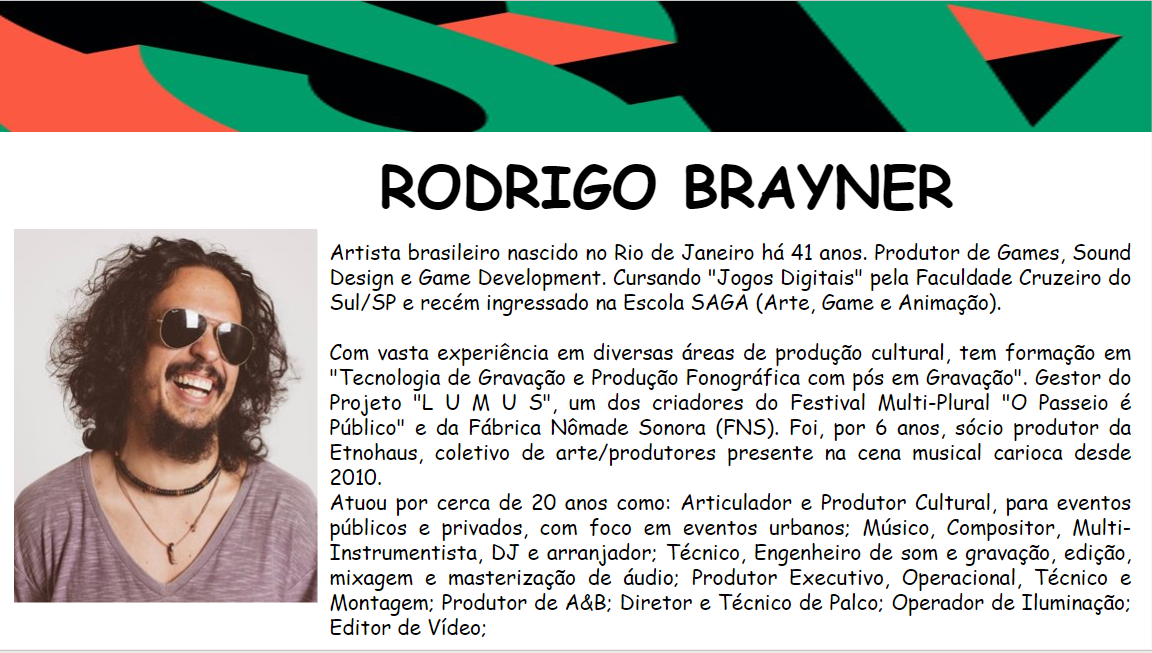 RODRIGO BRAYNER
Artista brasileiro nascido no Rio de Janeiro há 41 anos. Produtor de Games, Sound
Design e Game Development. Cursando "Jogos Digitais" pela Faculdade Cruzeiro do
Sul/SP e recém ingressado na Escola SAGA (Arte, Game e Animação).
Com vasta experiência em diversas áreas de produção cultural, tem formação em
"Tecnologia de Gravação e Produção Fonográfica com pós em Gravação". Gestor do
Projeto "L U M U S", um dos criadores do Festival Multi-Plural "O Passeio é
Público" e da Fábrica Nômade Sonora (FNS). Foi, por 6 anos, sócio produtor da
Etnohaus, coletivo de arte/produtores presente na cena musical carioca desde
2010.
Atuou por cerca de 20 anos como: Articulador e Produtor Cultural, para eventos
públicos e privados, com foco em eventos urbanos; Músico, Compositor, Multi-
Instrumentista, DJ e arranjador; Técnico, Engenheiro de som e gravação, edição,
mixagem e masterização de áudio; Produtor Executivo, Operacional, Técnico e
Montagem; Produtor de A&B; Diretor e Técnico de Palco; Operador de Iluminação;
Editor de Vídeo;